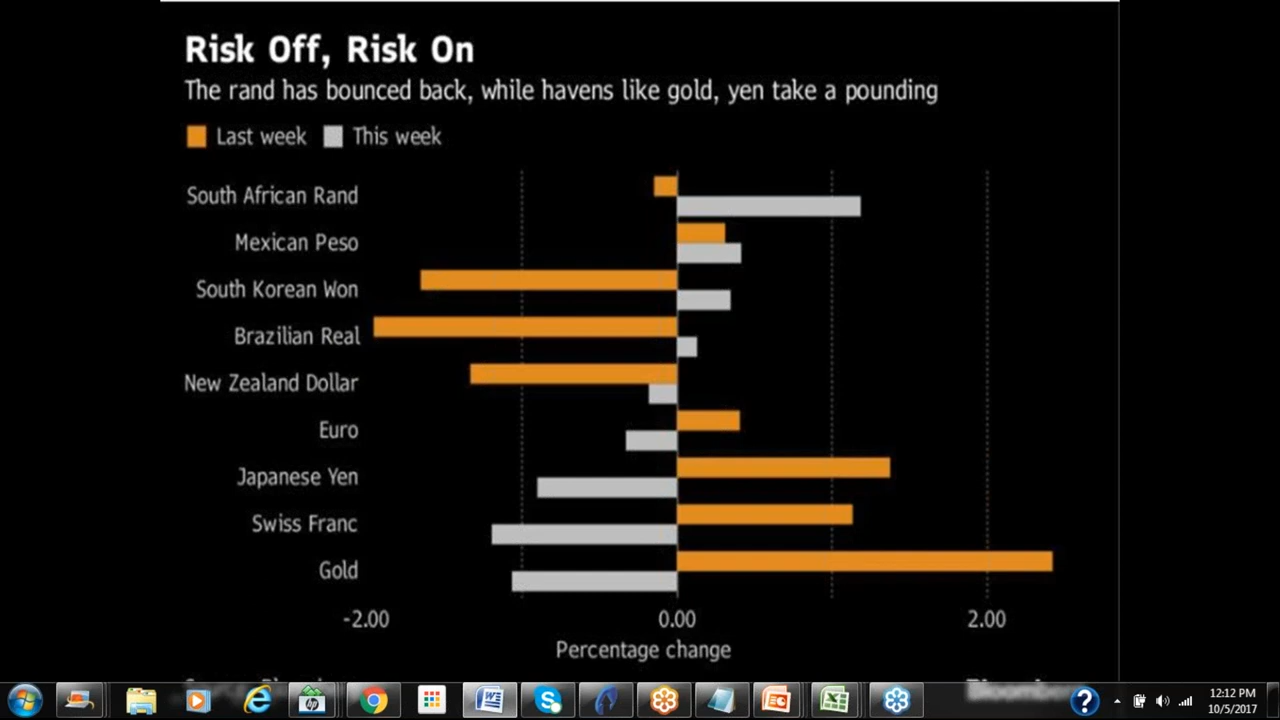 Risk Off, Risk On
The rand has bounced back, while havens like gold, yen take a pounding
Last week This week
South African Rand
Mexican Peso
South Korean Won
Brazilian Real
New Zealand Dollar
Euro
Japanese Yen
Swiss Franc
Gold
-2.00 0.00 2.00
Percentage change
12:12 PM
10/5/2017